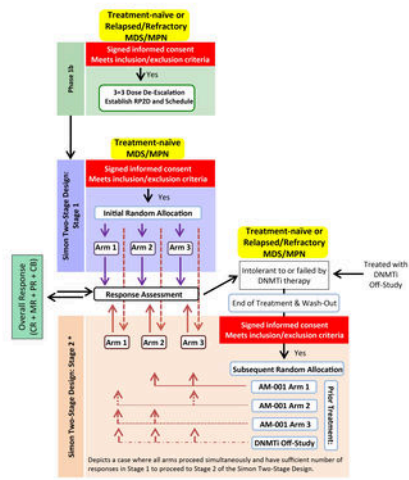 Treatment-naïve or
Relapsed/Refractory
MDS/MPN
Signed informed consent
Meets inclusion/exclusion criteria
Yes
3+3 Dose De-Escalation
Establish RP2D and Schedule
Phase 1b
Treatment-naïve
MDS/MPN
Signed informed consent
Meets inclusion/exclusion criteria
Yes
Initial Random Allocation
Arm 1
Arm 2
Arm 3
Simon Two-Stage Design:
Stage 1
Response Assessment
Overall Response
(CR + MR + PR + CB)
Treatment-naïve or
Relapsed/Refractory
MDS/MPN
Intolerant to or failed by
DNMTi therapy
Treated with
DNMTi
Off-Study
End of Treatment & Wash-Out
Signed informed consent
Meets inclusion/exclusion criteria
Yes
Subsequent Random Allocation
Arm 1
Arm 2
Arm 3
AM-001 Arm 1
AM-001 Arm 2
AM-001 Arm 3
DNMTi Off-Study
Prior Treatment:
Simon Two-Stage Design: Stage 2 *
Depicts a case where all arms proceed simultaneously and have sufficient number of
responses in Stage 1 to proceed to Stage 2 of the Simon Two-Stage Design.